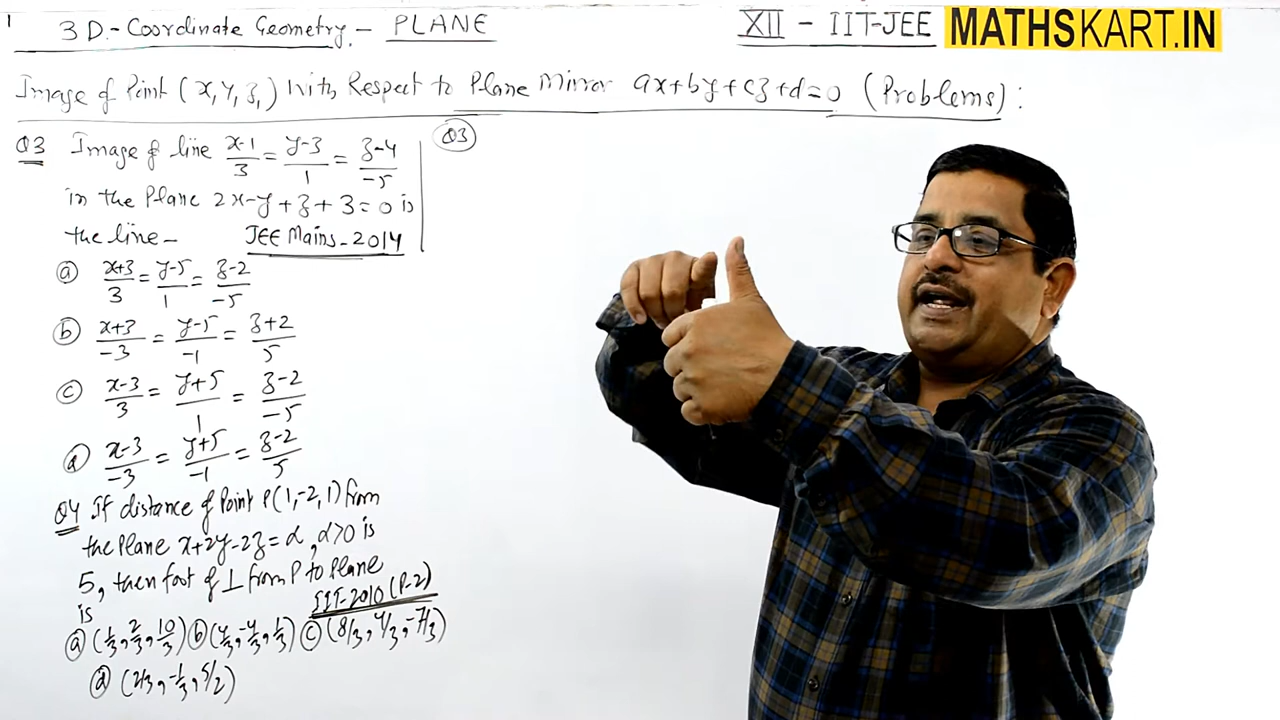 1
3D.-Coordinate Geometry.- PLANE
XII - IIT-JEE MATHSKART.IN
Image of Point (x,y,z,) With Respect to Plane Mirror ax+by+cz+d=0 (Problems):
Q3 Image of line (x-1)/3 = (y-3)/1 = (z-4)/-5
in the Plane 2x-y+z+3=0 is
the line- JEE Mains-2014
(a) (x+3)/3 = (y-5)/1 = (z-2)/-5
(b) (x+3)/-3 = (y-5)/-1 = (z+2)/5
(c) (x-3)/3 = (y+5)/1 = (z-2)/-5
(d) (x-3)/-3 = (y+5)/-1 = (z-2)/5
Q4 If distance of Point P(1,-2,1) from
the Plane x+2y-2z=α, α>0 is
5, then foot of ⊥ from P to Plane
is IIT-2010 (P-2)
(a) (1/3, 2/3, 10/3) (b) (4/3, -4/3, 1/3) (c) (8/3, 4/3, -7/3)
(d) (2/3, -1/3, 5/2)
Q3